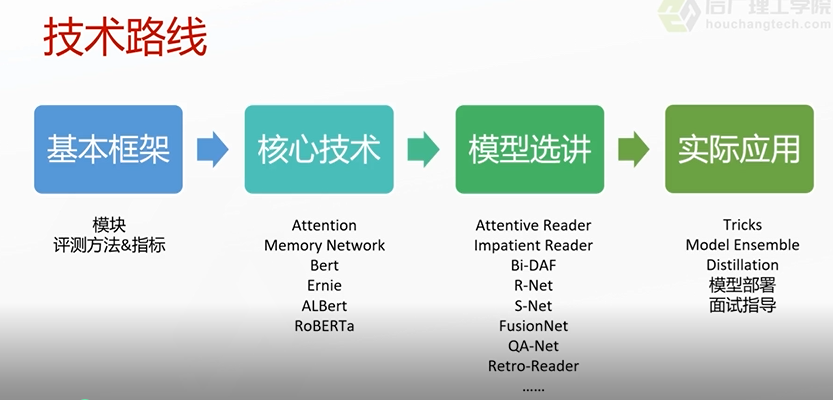 技术路线
后厂理工学院
houchangtech.com
基本框架
核心技术
模型选讲
实际应用
模块
评测方法&指标
Attention
Memory Network
Bert
Ernie
ALBert
RoBERTa
Attentive Reader
Impatient Reader
Bi-DAF
R-Net
S-Net
FusionNet
QA-Net
Retro-Reader
……
Tricks
Model Ensemble
Distillation
模型部署
面试指导